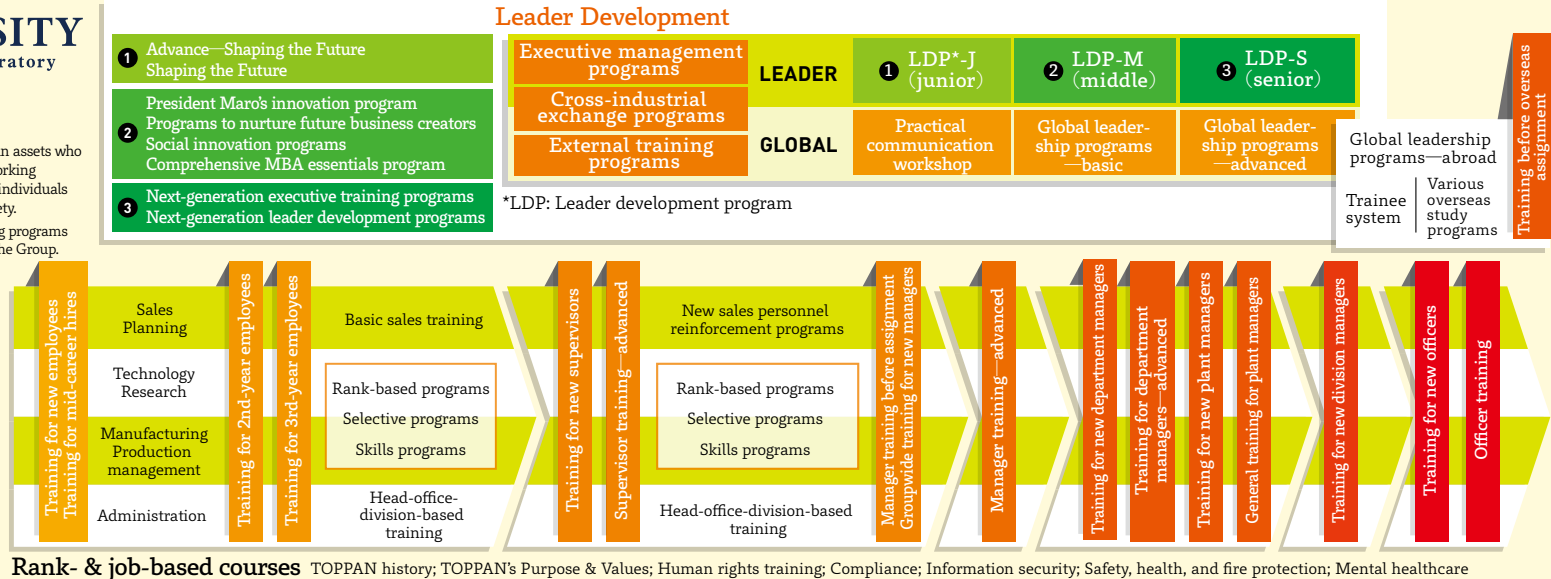 SITY
ratory
n assets who
orking
individuals
ety.
g programs
he Group.
Leader Development
1 Advance—Shaping the Future
Shaping the Future
2 President Maro's innovation program
Programs to nurture future business creators
Social innovation programs
Comprehensive MBA essentials program
3 Next-generation executive training programs
Next-generation leader development programs
Executive management
programs
Cross-industrial
exchange programs
External training
programs
LEADER
1 LDP*-J
(junior)
2 LDP-M
(middle)
3 LDP-S
(senior)
GLOBAL
Practical
communication
workshop
Global leader-
ship programs
—basic
Global leader-
ship programs
—advanced
*LDP: Leader development program
Global leadership
programs—abroad
Trainee
system
Various
overseas
study
programs
Training before overseas
assignment
Training for new employees
Training for mid-career hires
Sales
Planning
Technology
Research
Manufacturing
Production
management
Administration
Training for 2nd-year employees
Training for 3rd-year employees
Basic sales training
Rank-based programs
Selective programs
Skills programs
Head-office-
division-based
training
Training for new supervisors
Supervisor training—advanced
New sales personnel
reinforcement programs
Rank-based programs
Selective programs
Skills programs
Head-office-division-based
training
Manager training before assignment
Groupwide training for new managers
Manager training—advanced
Training for new department managers
Training for department
managers—advanced
Training for new plant managers
General training for plant managers
Training for new division managers
Training for new officers
Officer training
Rank- & job-based courses TOPPAN history; TOPPAN's Purpose & Values; Human rights training; Compliance; Information security; Safety, health, and fire protection; Mental healthcare